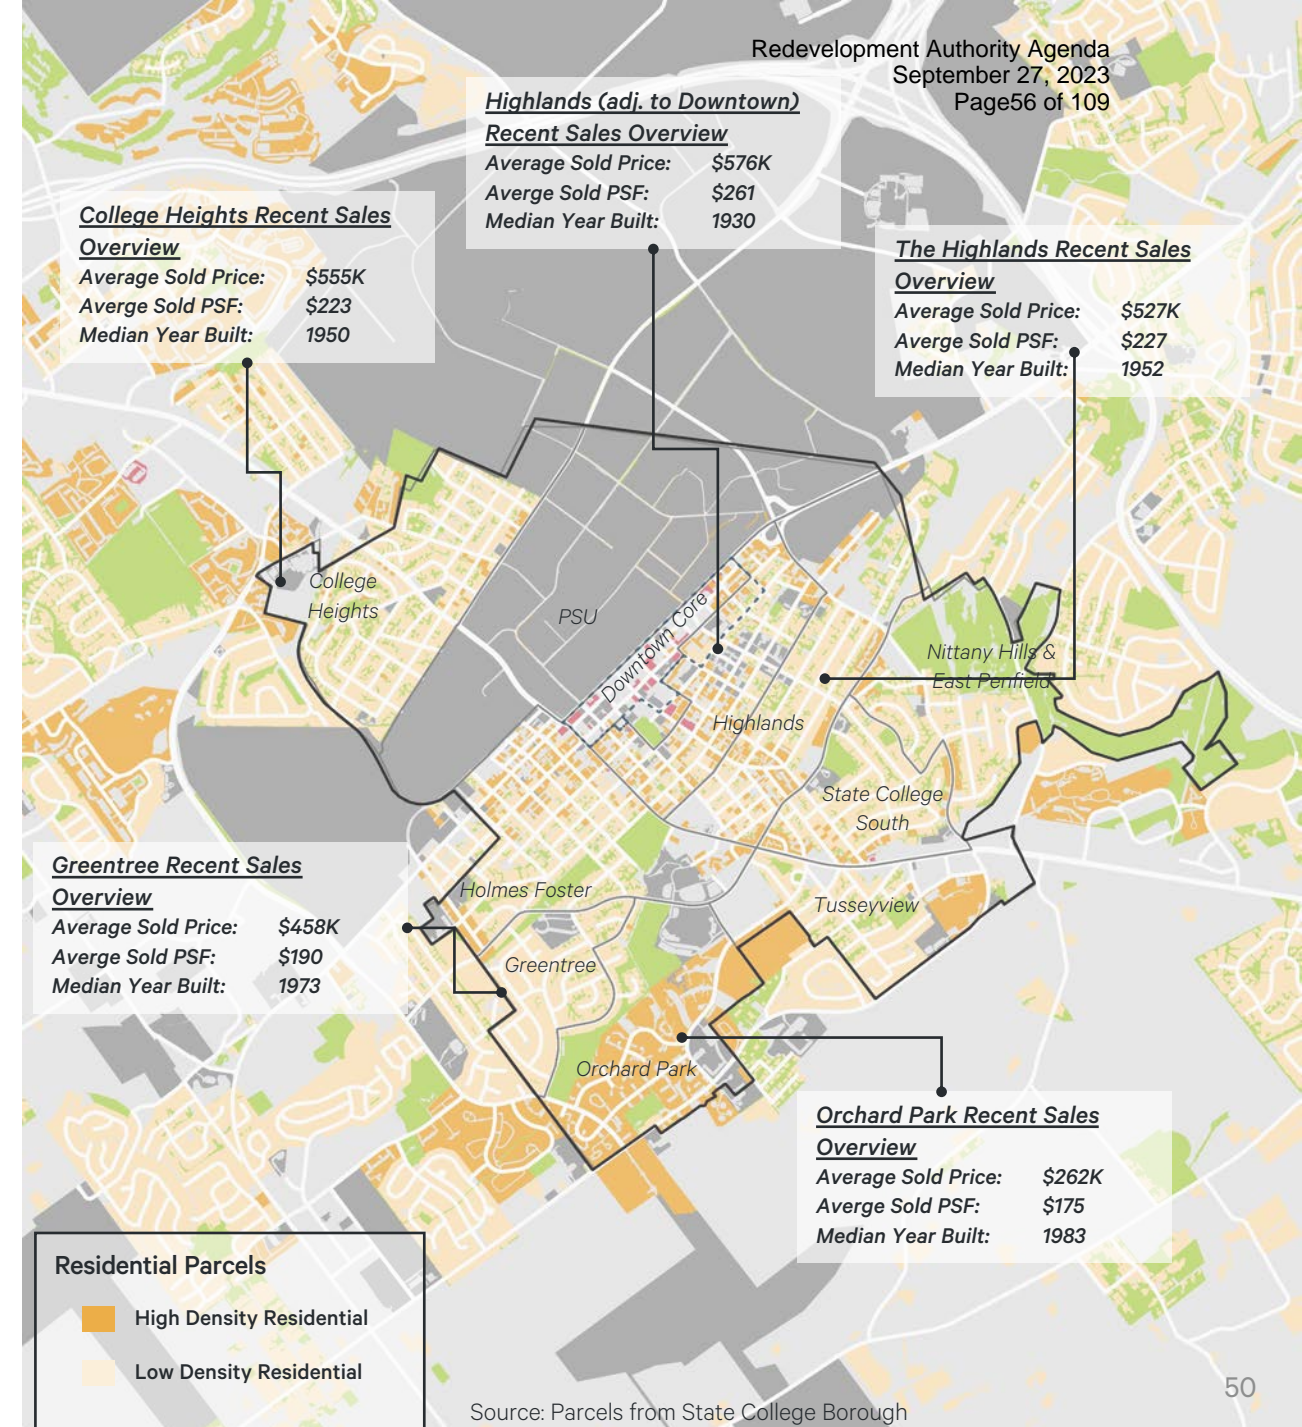 Redevelopment Authority Agenda
September 27, 2023
Page56 of 109
Highlands (adj. to Downtown)
Recent Sales Overview
Average Sold Price: $576K
Averge Sold PSF: $261
Median Year Built: 1930
College Heights Recent Sales
Overview
Average Sold Price: $555K
Averge Sold PSF: $223
Median Year Built: 1950
The Highlands Recent Sales
Overview
Average Sold Price: $527K
Averge Sold PSF: $227
Median Year Built: 1952
College
Heights
PSU
Downtown Core
Nittany Hills &
East Penfield
Highlands
State College
South
Greentree Recent Sales
Overview
Average Sold Price: $458K
Averge Sold PSF: $190
Median Year Built: 1973
Holmes Foster
Tusseyview
Greentree
Orchard Park
Orchard Park Recent Sales
Overview
Average Sold Price: $262K
Averge Sold PSF: $175
Median Year Built: 1983
Residential Parcels
High Density Residential
Low Density Residential
50
Source: Parcels from State College Borough